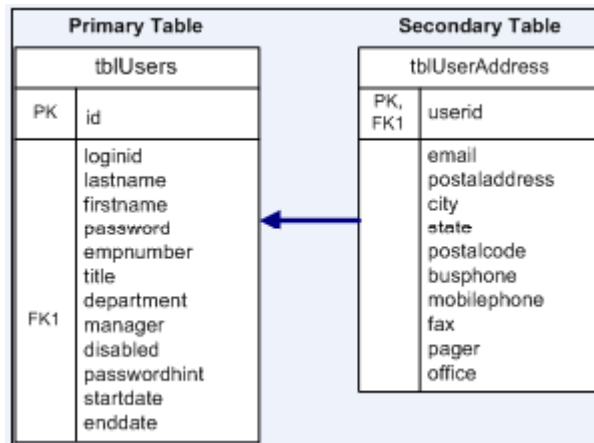 Primary Table
tblUsers
PK
id
loginid
lastname
firstname
password
empnumber
title
department
FK1
manager
disabled
passwordhint
startdate
enddate
Secondary Table
tblUserAddress
PK,
FK1
userid
email
postaladdress
city
state
postalcode
busphone
mobilephone
fax
pager
office